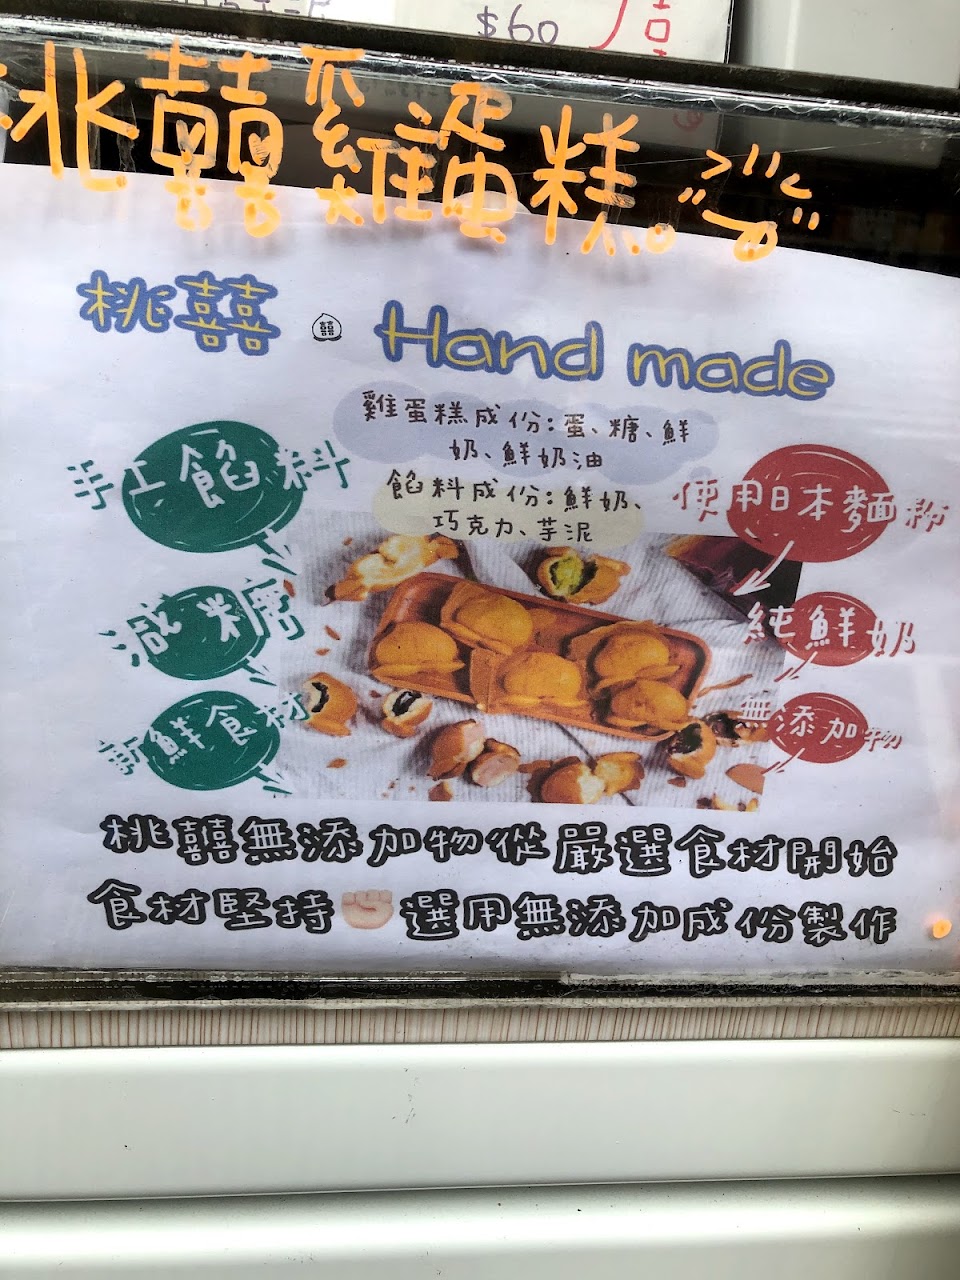 $60
桃囍雞蛋糕
桃囍 囍 Hand made
雞蛋糕成份:蛋、糖、鮮
奶、鮮奶油
餡料成份:鮮奶、
巧克力、芋泥
手工餡料
減糖
新鮮食材
使用日本麵粉
純鮮奶
無添加物
桃囍無添加物從嚴選食材開始
食材堅持✊🏻選用無添加成份製作